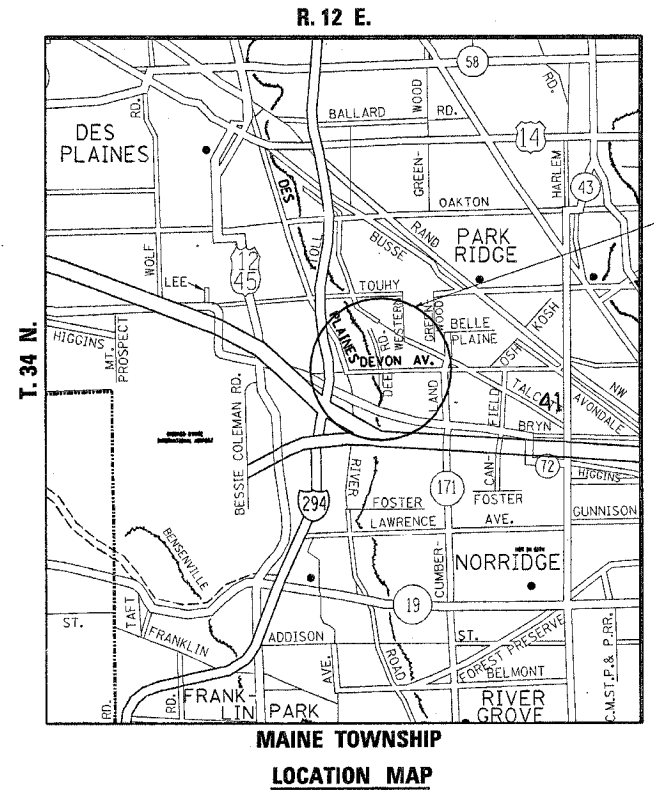 R. 12 E.
T. 34 N.
58
RD.
WOOD
BALLARD RD.
DES
PLAINES
RD.
14
GREEN-
HARLEM
43
DES
OAKTON
RAND
BUSSE
PARK
RIDGE
TOLL
WOLF
12
45
LEE
TOUHY
WESTERN
GREEN
WOOD
BELLE
PLAINE
KOSH
OSH
HIGGINS
MT.
PROSPECT
PLAINES
RD.
DEE
DEVON AV.
LAND
FIELD
TALC
41
NW
AVONDALE
BRYN
BESSIE COLEMAN RD.
72
HIGGINS
CAN-
171
RIVER
294
FOSTER
FOSTER
GUNNISON
LAWRENCE AVE.
BENSENVILLE
NORRIDGE
CUMBER-
19
ST.
TAFT
FRANKLIN
ADDISON
ST.
FOREST PRESERVE
BELMONT
AVE.
ROAD
C.M.ST.P.& P.RR.
RD.
RD.
FRANK-
LIN PARK
RIVER
GROVE
MAINE TOWNSHIP
LOCATION MAP